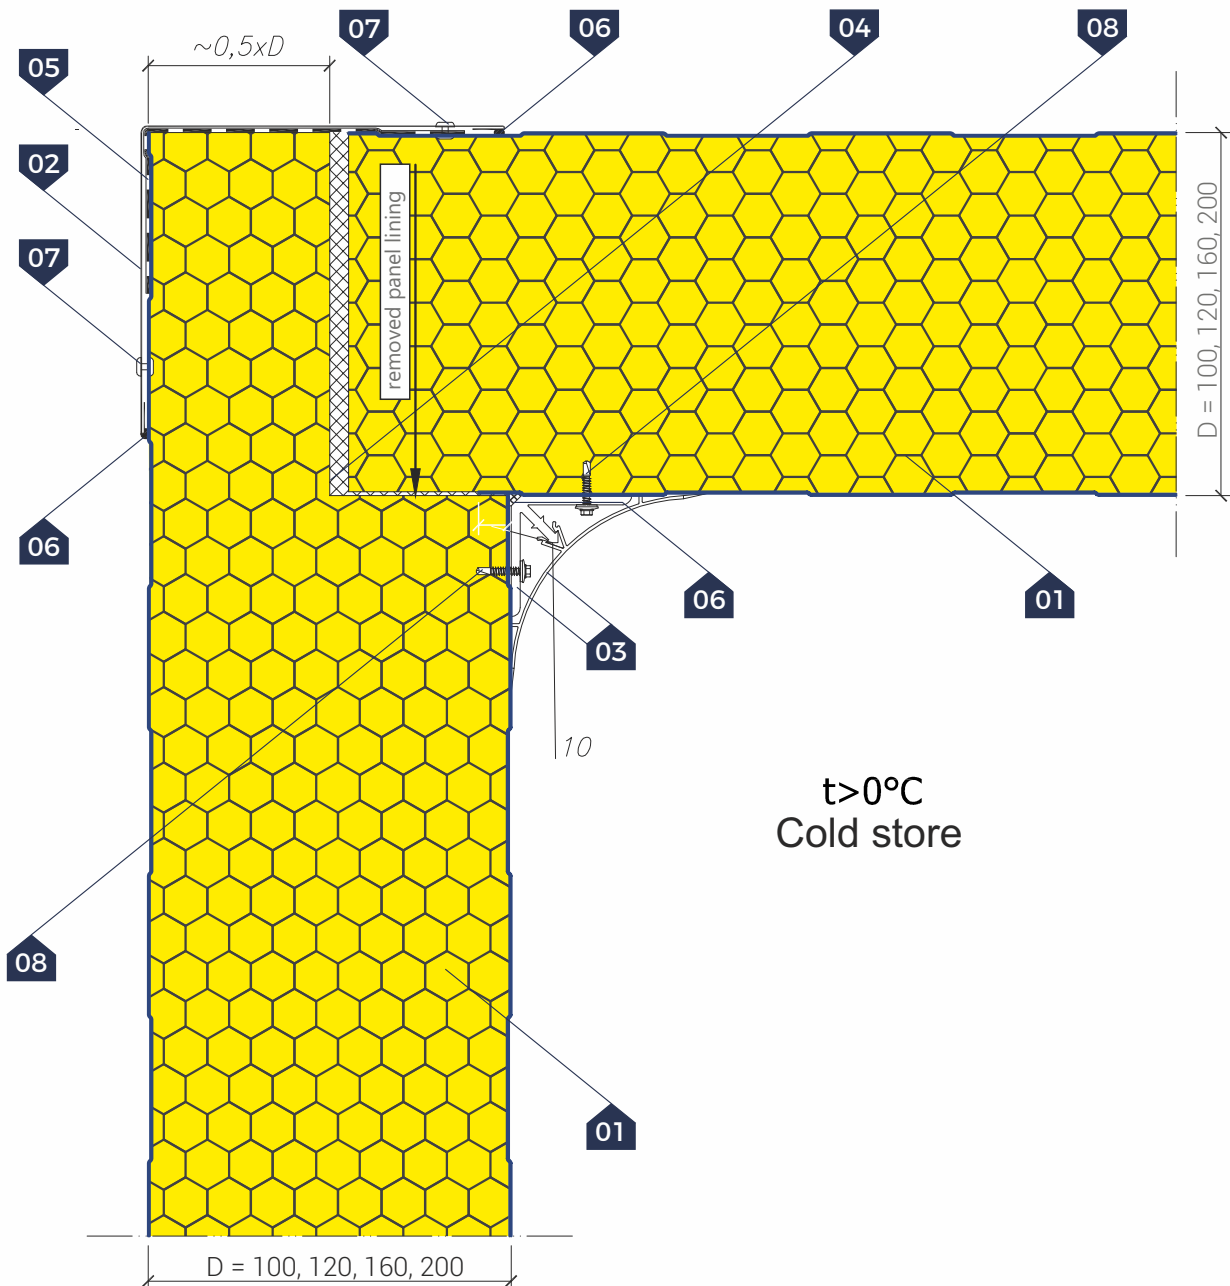 07
06
04
08
~0,5xD
05
02
07
06
removed panel lining
D = 100, 120, 160, 200
06
01
03
10
t>0°C
Cold store
08
01
D = 100, 120, 160, 200